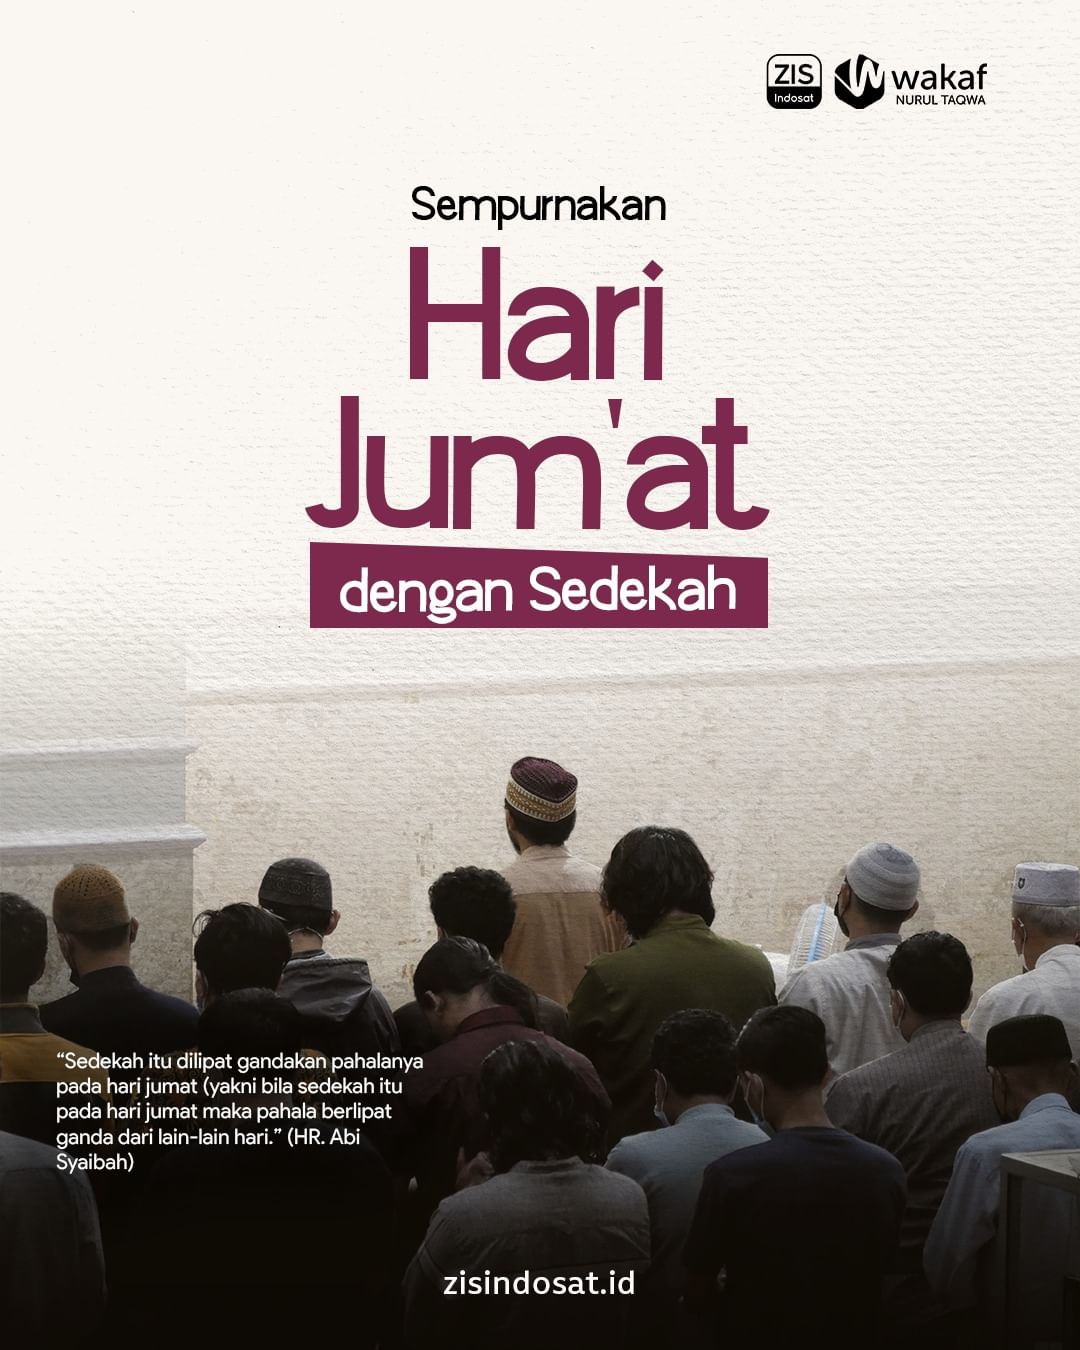 ZIS
Indosat
wakaf
NURUL TAQWA
Sempurnakan
Hari
Jum'at
dengan Sedekah
“Sedekah itu dilipat gandakan pahalanya
pada hari jumat (yakni bila sedekah itu
pada hari jumat maka pahala berlipat
ganda dari lain-lain hari.” (HR. Abi
Syaibah)
zisindosat.id